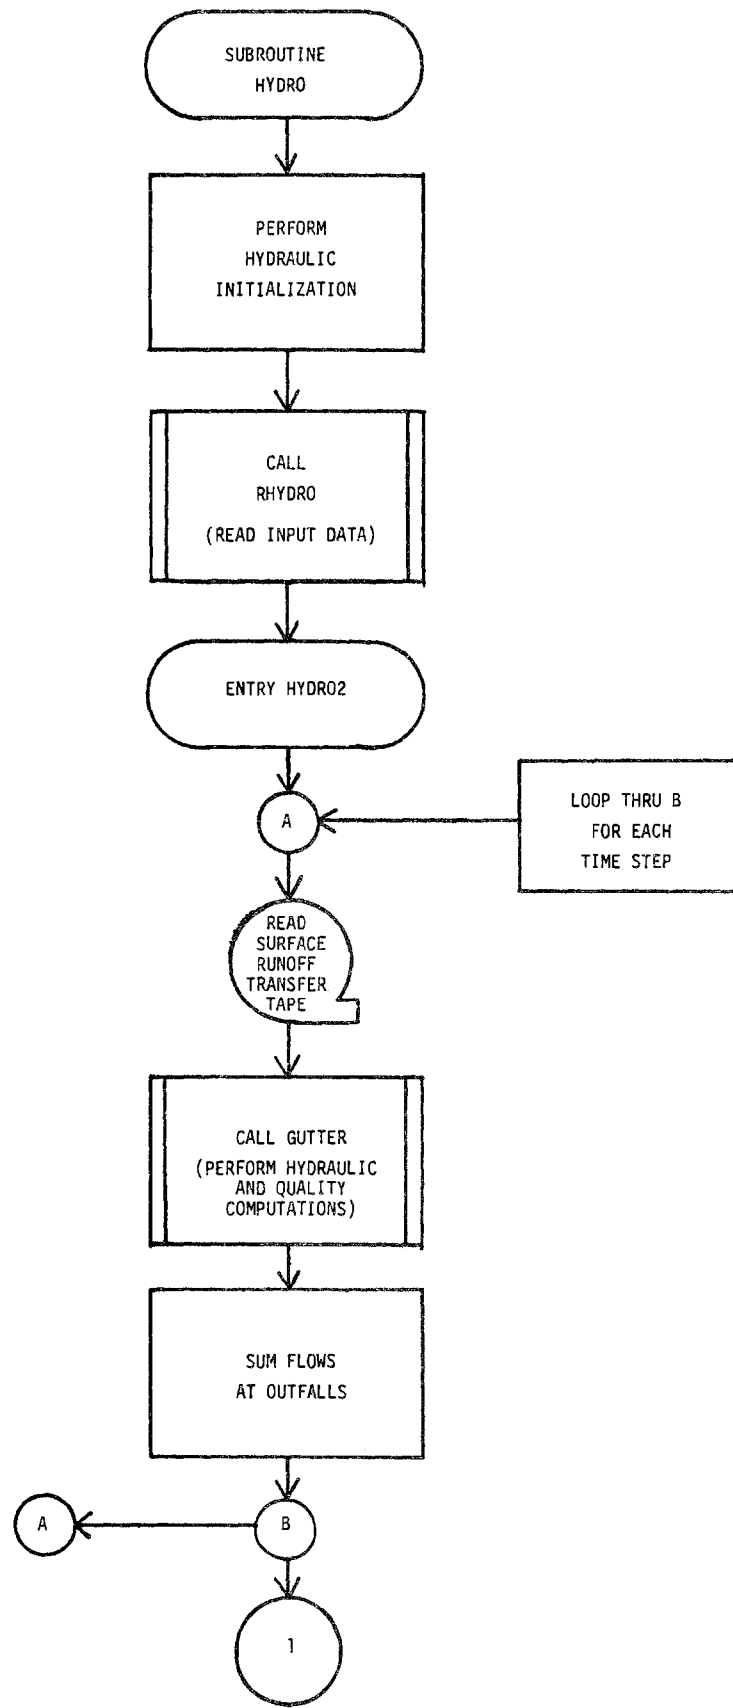 SUBROUTINE
HYDRO
PERFORM
HYDRAULIC
INITIALIZATION
CALL
RHYDRO
(READ INPUT DATA)
ENTRY HYDRO2
A
LOOP THRU B
FOR EACH
TIME STEP
READ
SURFACE
RUNOFF
TRANSFER
TAPE
CALL GUTTER
(PERFORM HYDRAULIC
AND QUALITY
COMPUTATIONS)
SUM FLOWS
AT OUTFALLS
A
B
1